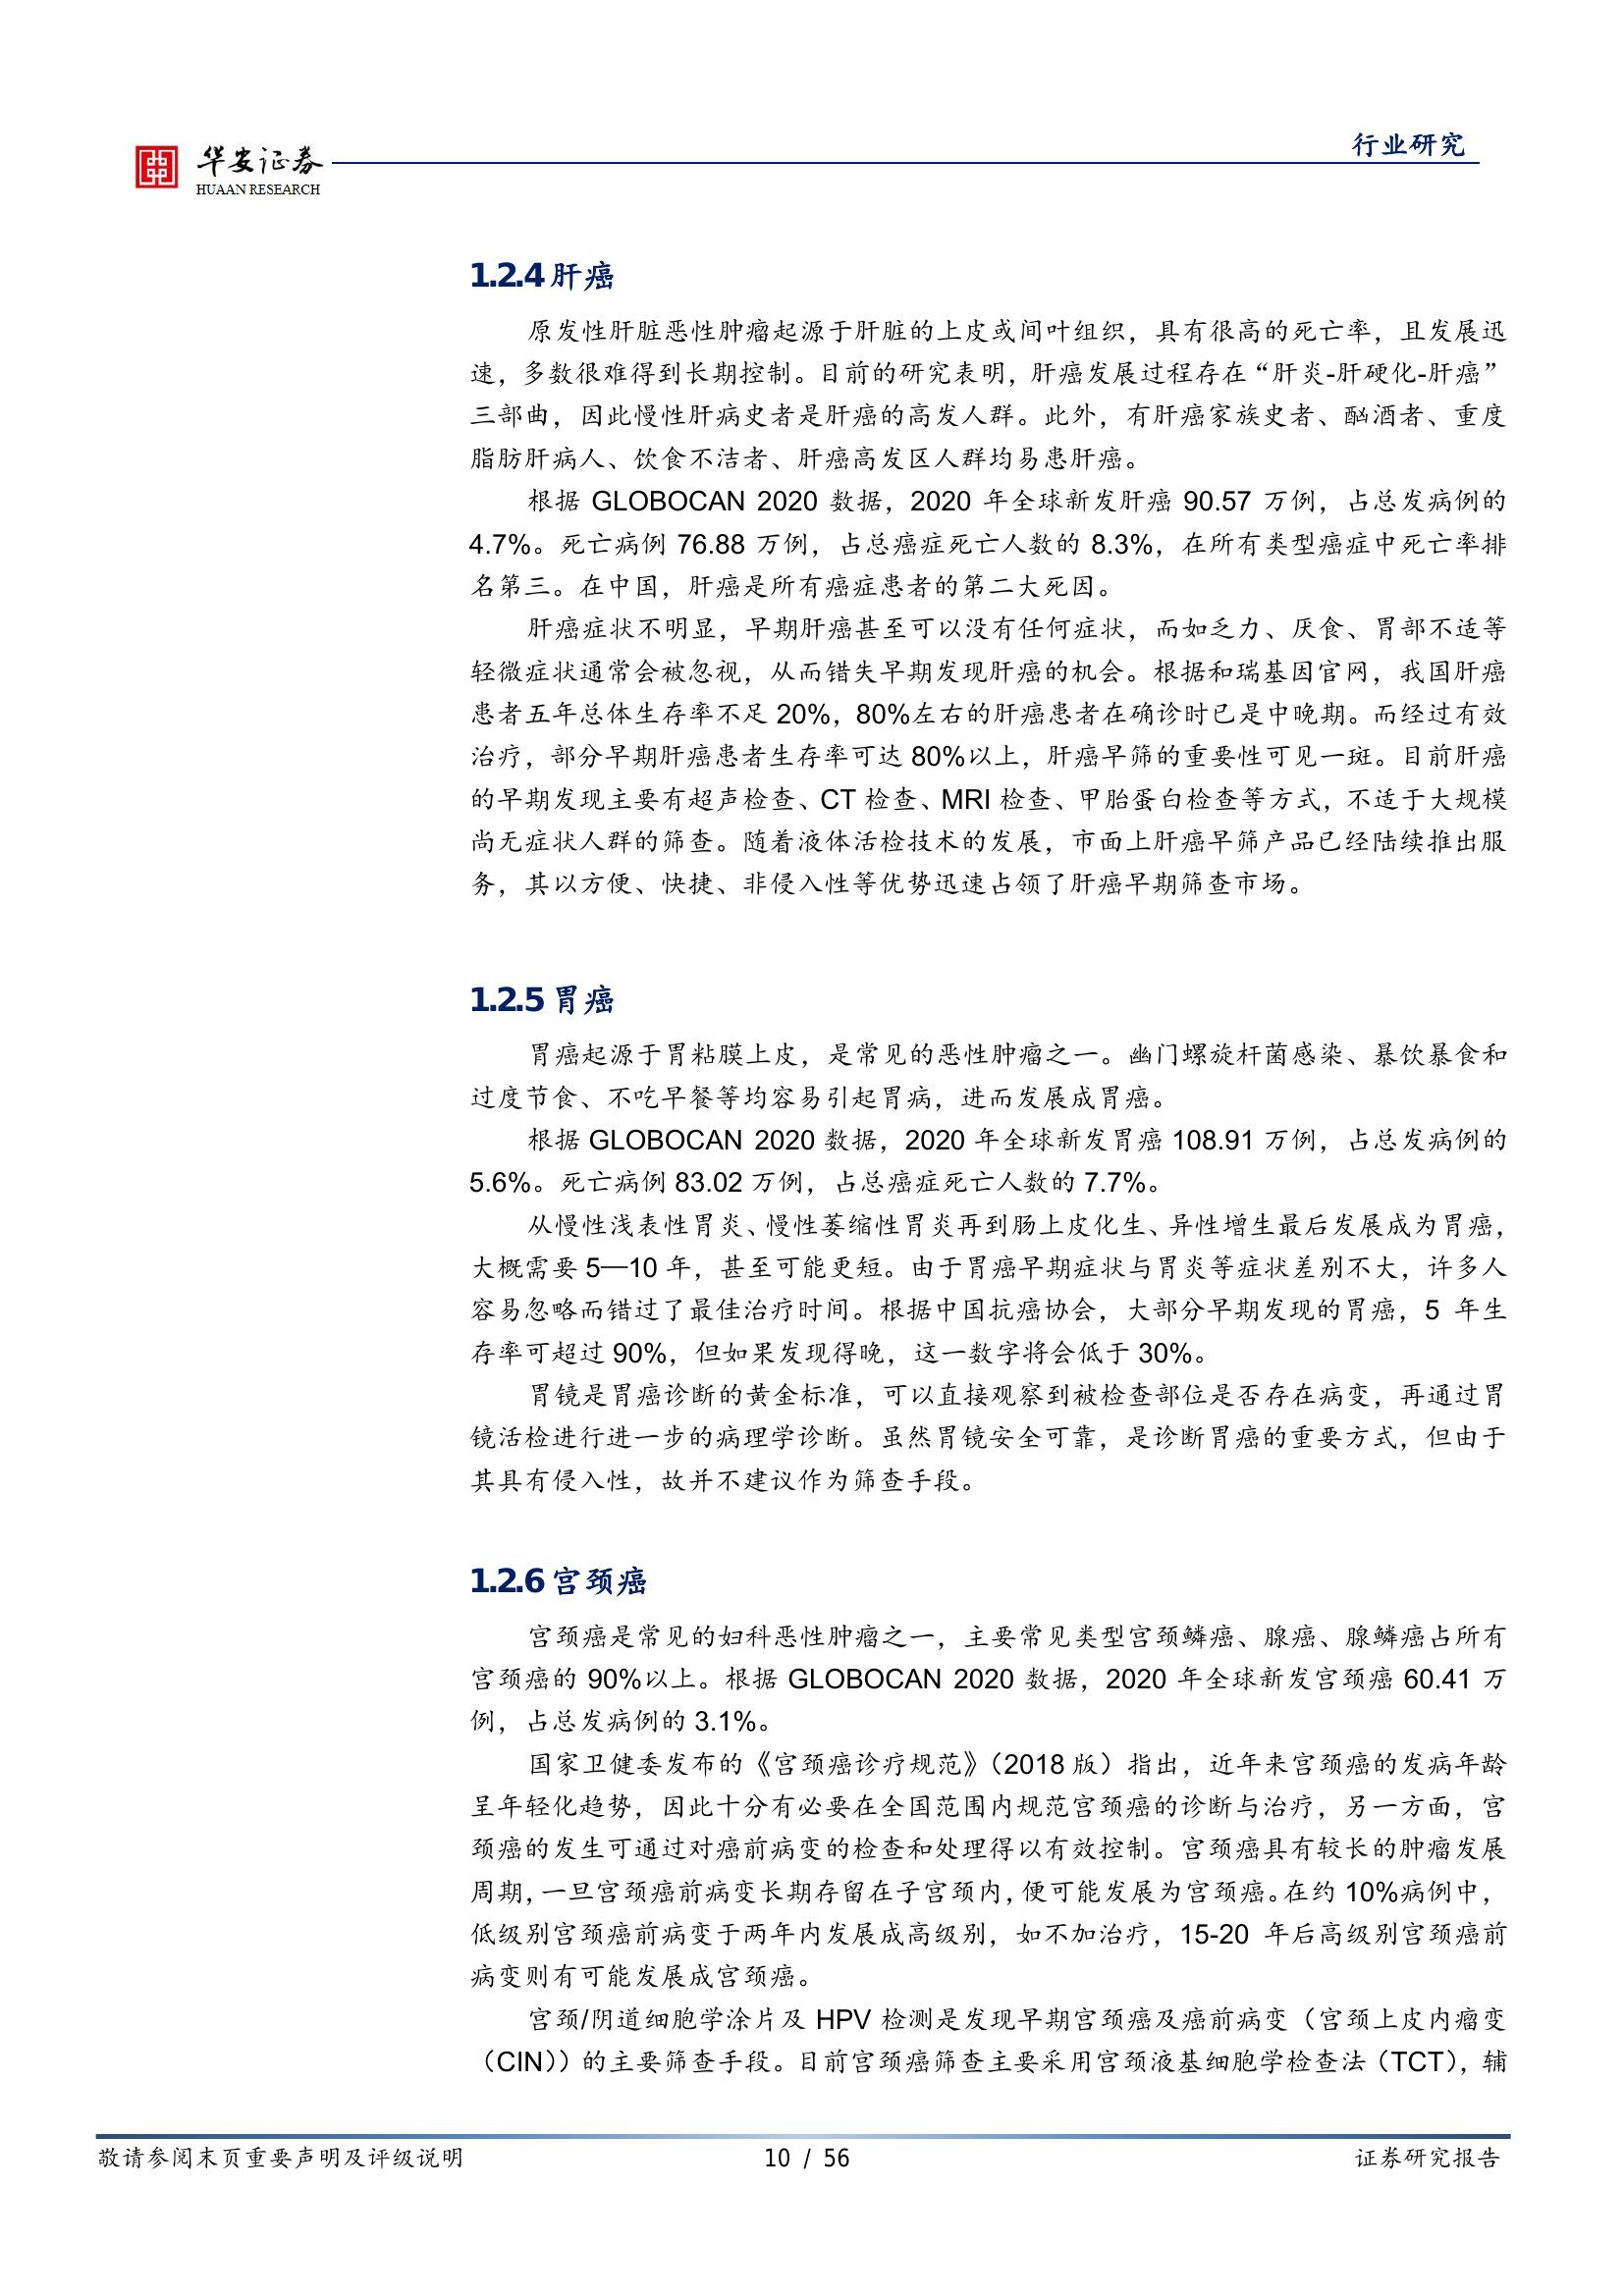 华安证券
HUAAN RESEARCH
行业研究
1.2.4 肝癌
原发性肝脏恶性肿瘤起源于肝脏的上皮或间叶组织，具有很高的死亡率，且发展迅
速，多数很难得到长期控制。目前的研究表明，肝癌发展过程存在“肝炎-肝硬化-肝癌”
三部曲，因此慢性肝病史者是肝癌的高发人群。此外，有肝癌家族史者、酗酒者、重度
脂肪肝病人、饮食不洁者、肝癌高发区人群均易患肝癌。
根据 GLOBOCAN 2020 数据，2020 年全球新发肝癌 90.57 万例，占总发病例的
4.7%。死亡病例 76.88 万例，占总癌症死亡人数的 8.3%，在所有类型癌症中死亡率排
名第三。在中国，肝癌是所有癌症患者的第二大死因。
肝癌症状不明显，早期肝癌甚至可以没有任何症状，而如乏力、厌食、胃部不适等
轻微症状通常会被忽视，从而错失早期发现肝癌的机会。根据和瑞基因官网，我国肝癌
患者五年总体生存率不足 20%，80%左右的肝癌患者在确诊时已是中晚期。而经过有效
治疗，部分早期肝癌患者生存率可达 80%以上，肝癌早筛的重要性可见一斑。目前肝癌
的早期发现主要有超声检查、CT 检查、MRI 检查、甲胎蛋白检查等方式，不适于大规模
尚无症状人群的筛查。随着液体活检技术的发展，市面上肝癌早筛产品已经陆续推出服
务，其以方便、快捷、非侵入性等优势迅速占领了肝癌早期筛查市场。
1.2.5 胃癌
胃癌起源于胃粘膜上皮，是常见的恶性肿瘤之一。幽门螺旋杆菌感染、暴饮暴食和
过度节食、不吃早餐等均容易引起胃病，进而发展成胃癌。
根据 GLOBOCAN 2020 数据，2020 年全球新发胃癌 108.91 万例，占总发病例的
5.6%。死亡病例 83.02 万例，占总癌症死亡人数的 7.7%。
从慢性浅表性胃炎、慢性萎缩性胃炎再到肠上皮化生、异性增生最后发展成为胃癌，
大概需要 5—10 年，甚至可能更短。由于胃癌早期症状与胃炎等症状差别不大，许多人
容易忽略而错过了最佳治疗时间。根据中国抗癌协会，大部分早期发现的胃癌，5 年生
存率可超过 90%，但如果发现得晚，这一数字将会低于 30%。
胃镜是胃癌诊断的黄金标准，可以直接观察到被检查部位是否存在病变，再通过胃
镜活检进行进一步的病理学诊断。虽然胃镜安全可靠，是诊断胃癌的重要方式，但由于
其具有侵入性，故并不建议作为筛查手段。
1.2.6 宫颈癌
宫颈癌是常见的妇科恶性肿瘤之一，主要常见类型宫颈鳞癌、腺癌、腺鳞癌占所有
宫颈癌的 90%以上。根据 GLOBOCAN 2020 数据，2020 年全球新发宫颈癌 60.41 万
例，占总发病例的 3.1%。
国家卫健委发布的《宫颈癌诊疗规范》（2018 版）指出，近年来宫颈癌的发病年龄
呈年轻化趋势，因此十分有必要在全国范围内规范宫颈癌的诊断与治疗，另一方面，宫
颈癌的发生可通过对癌前病变的检查和处理得以有效控制。宫颈癌具有较长的肿瘤发展
周期，一旦宫颈癌前病变长期存留在子宫颈内，便可能发展为宫颈癌。在约 10%病例中，
低级别宫颈癌前病变于两年内发展成高级别，如不加治疗，15-20 年后高级别宫颈癌前
病变则有可能发展成宫颈癌。
宫颈/阴道细胞学涂片及 HPV 检测是发现早期宫颈癌及癌前病变（宫颈上皮内瘤变
（CIN））的主要筛查手段。目前宫颈癌筛查主要采用宫颈液基细胞学检查法（TCT），辅
敬请参阅末页重要声明及评级说明
10 / 56
证券研究报告